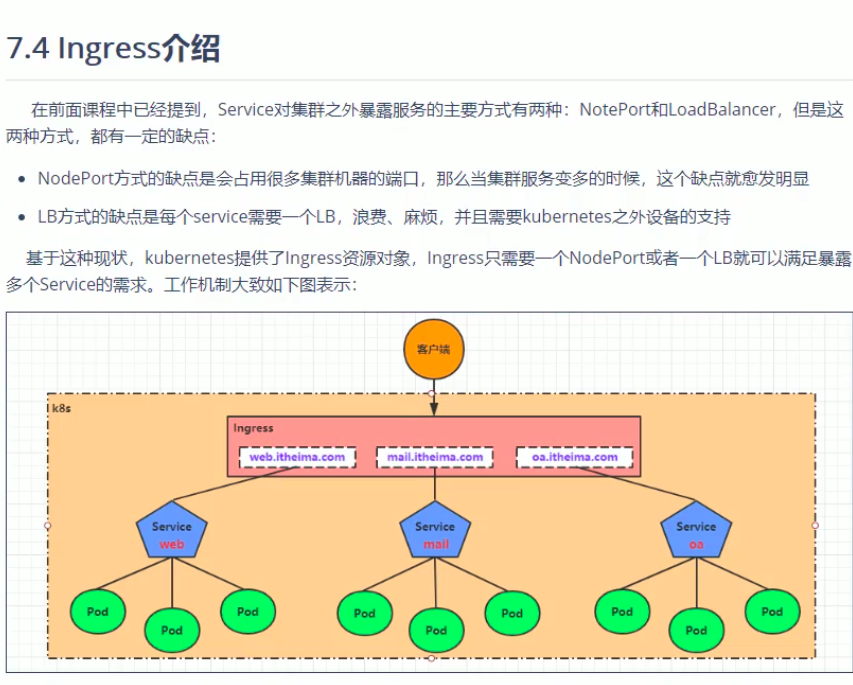 7.4 Ingress介绍
在前面课程中已经提到，Service对集群之外暴露服务的主要方式有两种：NotePort和LoadBalancer，但是这
两种方式，都有一定的缺点：
NodePort方式的缺点是会占用很多集群机器的端口，那么当集群服务变多的时候，这个缺点就愈发明显
LB方式的缺点是每个service需要一个LB，浪费、麻烦，并且需要kubernetes之外设备的支持
基于这种现状，kubernetes提供了Ingress资源对象，Ingress只需要一个NodePort或者一个LB就可以满足暴露
多个Service的需求。工作机制大致如下图表示：
客户端
k8s
Ingress
web.itheima.com mail.itheima.com oa.itheima.com
Service Service Service
web mail oa
Pod Pod Pod Pod Pod Pod
Pod Pod Pod